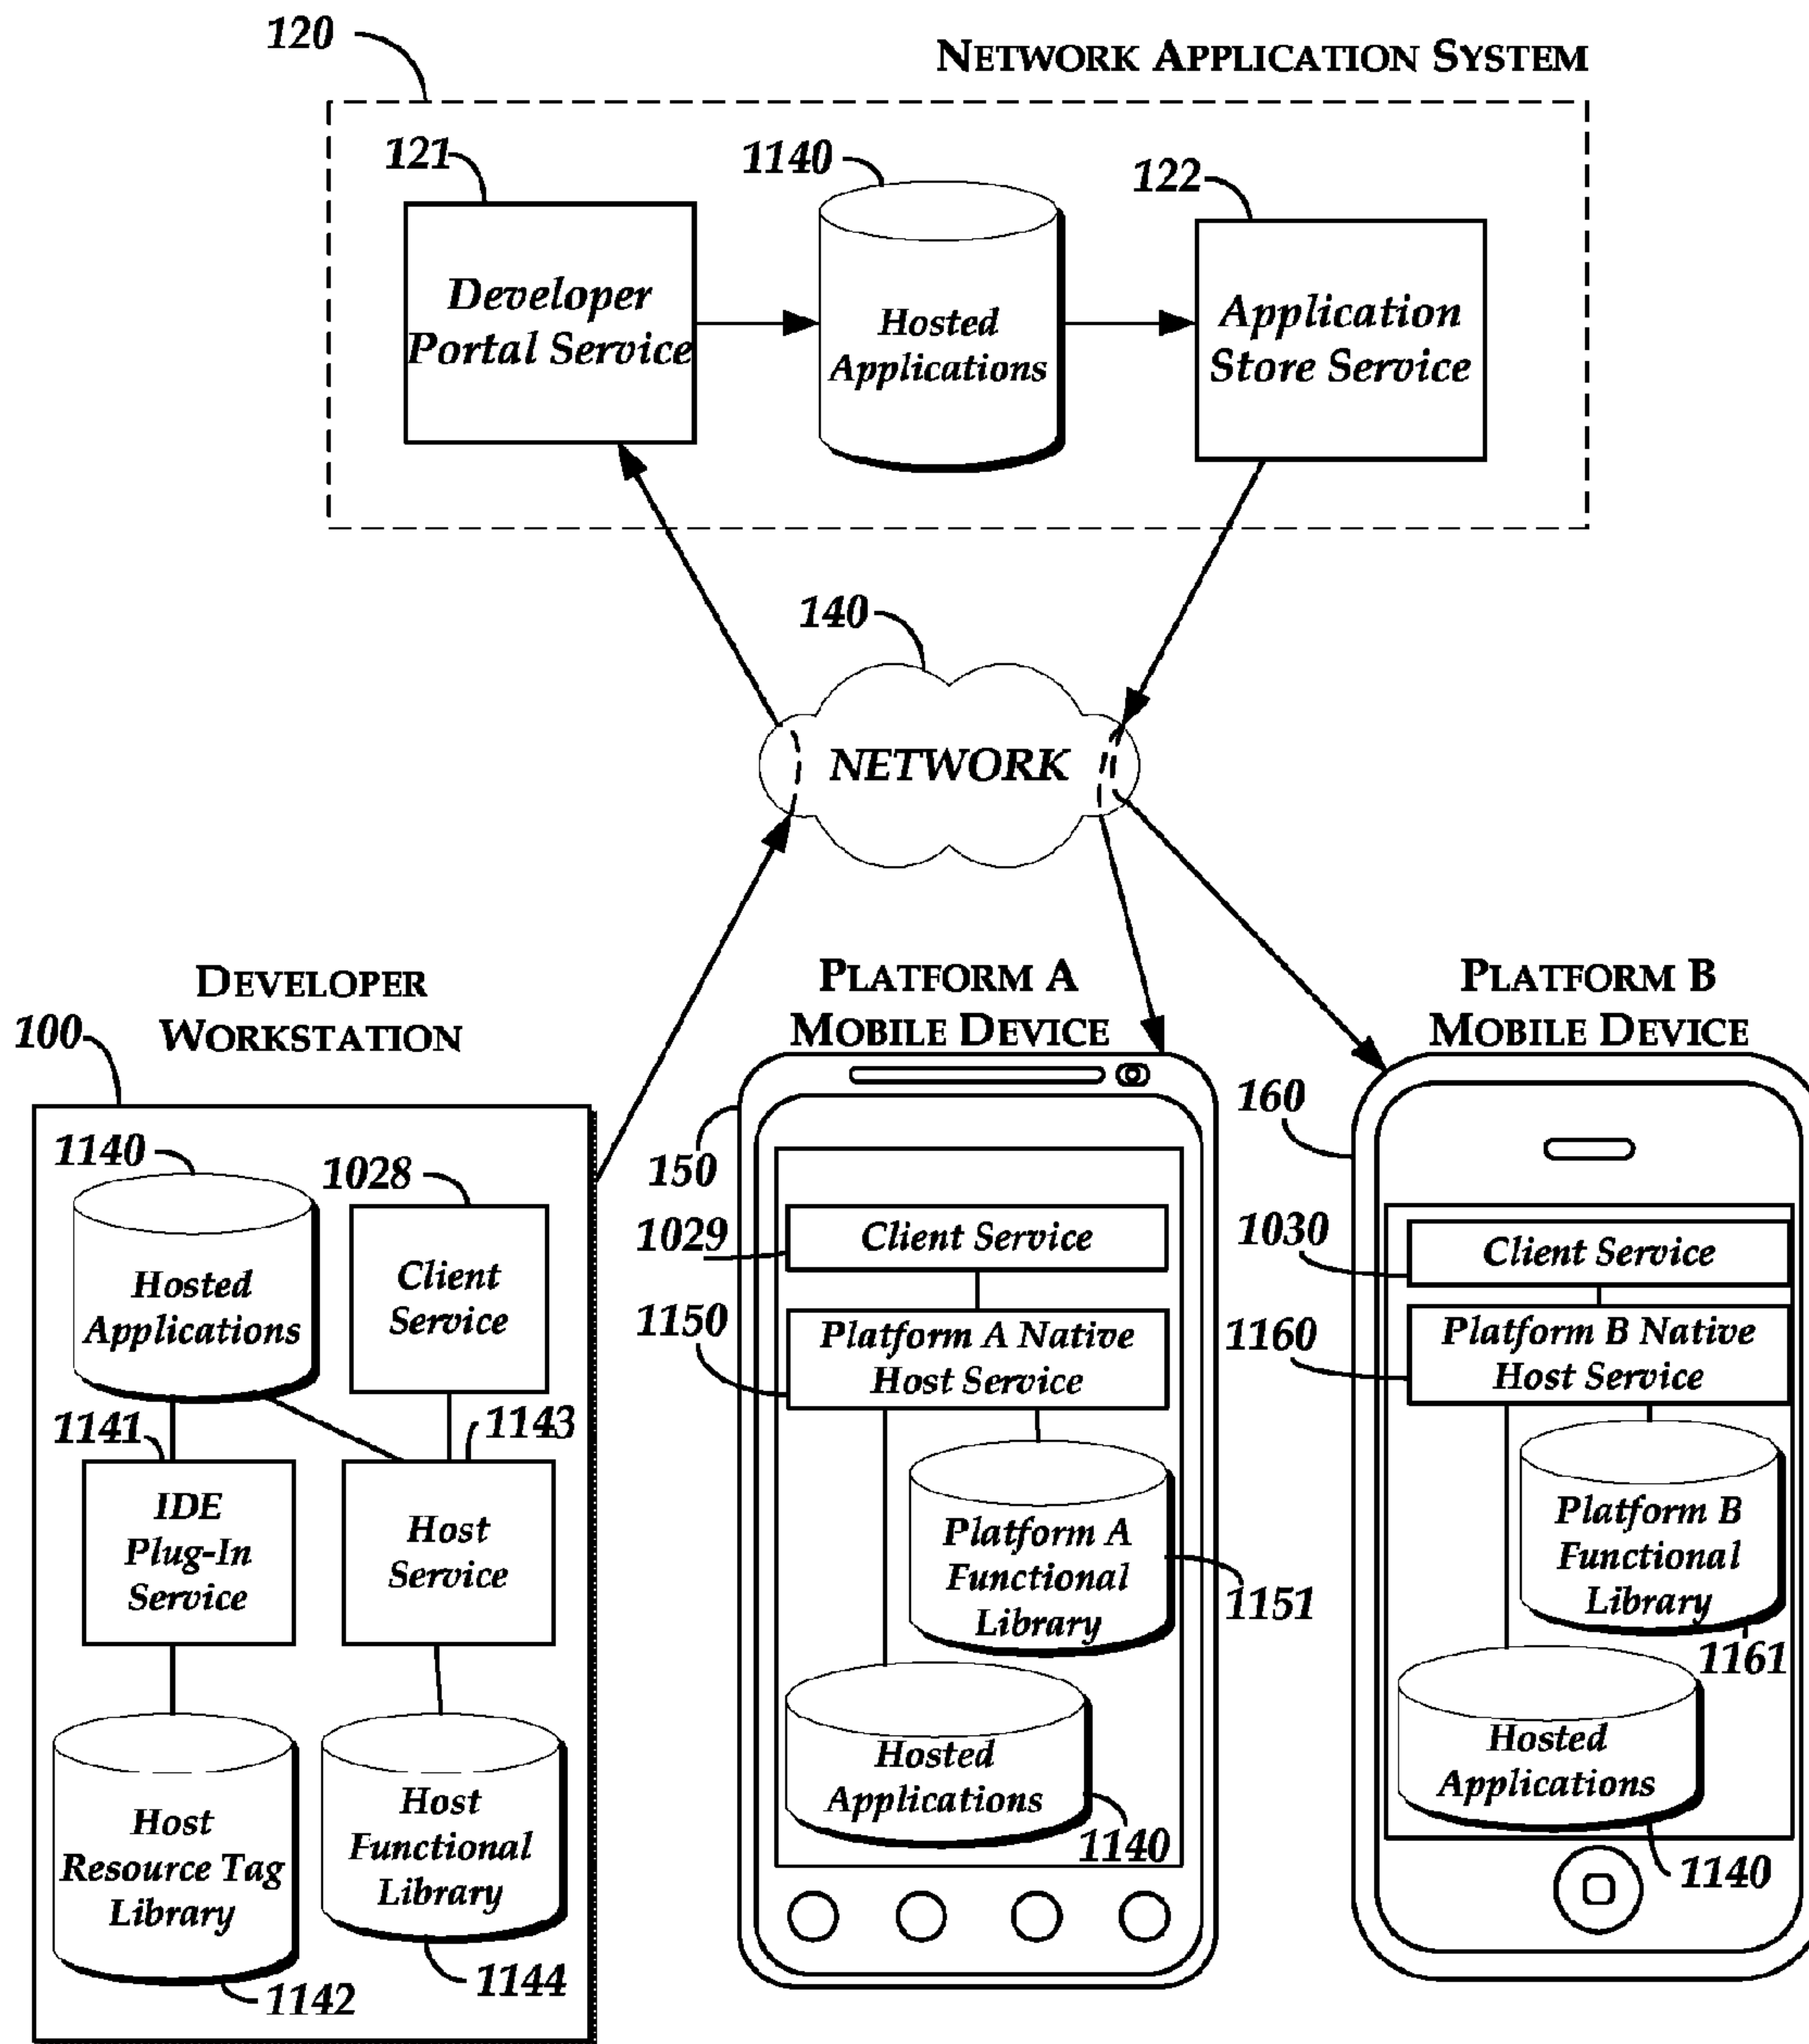 120
NETWORK APPLICATION SYSTEM
121
1140
122
Developer
Portal Service
Hosted
Applications
Application
Store Service
140
NETWORK
DEVELOPER
WORKSTATION
100
1140
1028
Hosted
Applications
Client
Service
1141
1143
IDE
Plug-In
Service
Host
Service
Host
Resource Tag
Library
Host
Functional
Library
1142
1144
PLATFORM A
MOBILE DEVICE
150
1029
Client Service
1150
Platform A Native
Host Service
Platform A
Functional
Library
1151
Hosted
Applications
1140
PLATFORM B
MOBILE DEVICE
160
1030
Client Service
1160
Platform B Native
Host Service
Platform B
Functional
Library
1161
Hosted
Applications
1140